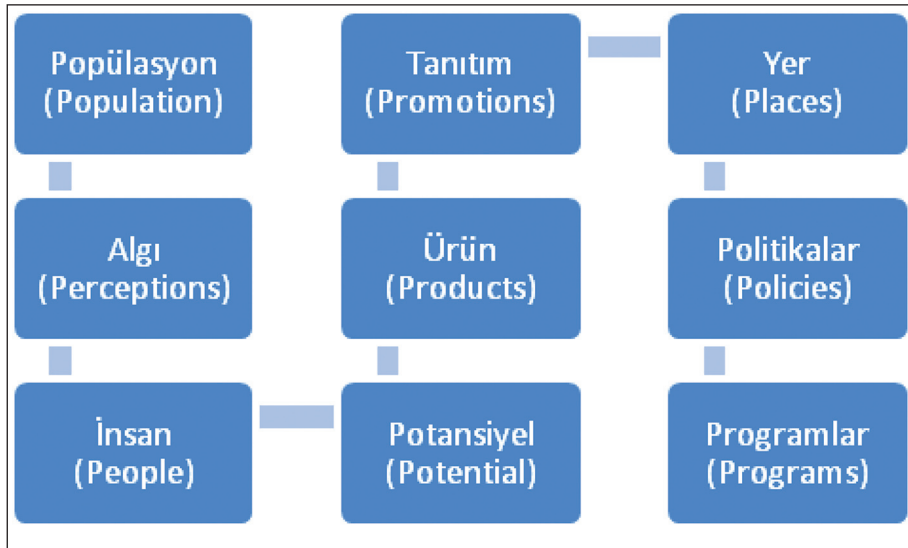 Popülasyon
(Population)
Algı
(Perceptions)
İnsan
(People)
Potansiyel
(Potential)
Ürün
(Products)
Tanıtım
(Promotions)
Yer
(Places)
Politikalar
(Policies)
Programlar
(Programs)